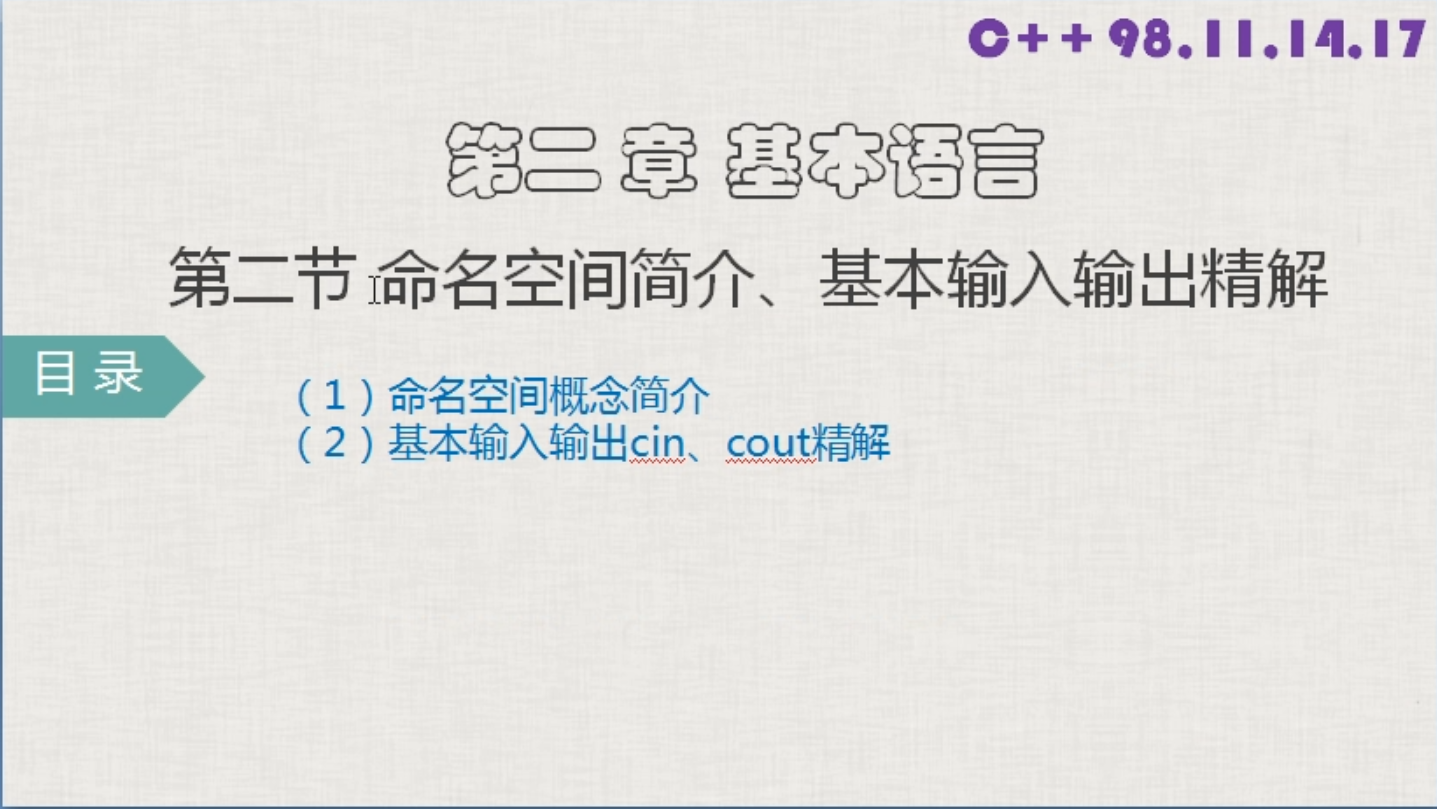 C++ 98.11.14.17
第二 章 基本语言
第二节 命名空间简介、基本输入输出精解
目 录
（1）命名空间概念简介
（2）基本输入输出cin、cout精解